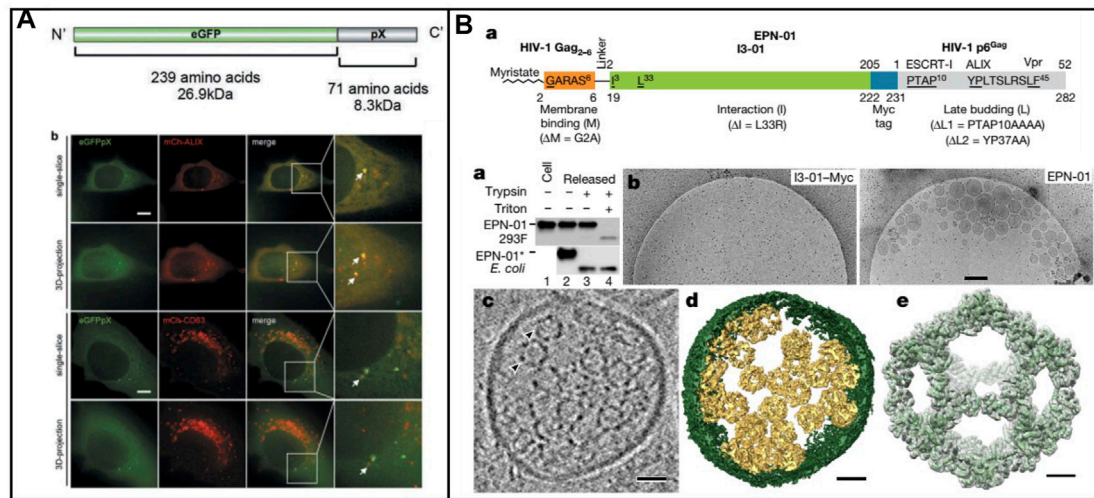 A
N'
eGFP
pX
C'
239 amino acids
26.9kDa
71 amino acids
8.3kDa
b
eGFPpX
mCh-ALIX
merge
single-slice
3D-projection
eGFPpX
mCh-CD63
merge
single-slice
3D-projection
B
a
HIV-1 Gag2–6
Linker
EPN-01
I3-01
HIV-1 p6Gag
Myristate
GARAS6
2
I3
L33
205
1
ESCRT-I
ALIX
Vpr
52
PTAP10
YPLTSLRSLF45
2
6
19
222
231
282
Membrane
binding (M)
(ΔM = G2A)
Interaction (I)
(ΔI = L33R)
Myc
tag
Late budding (L)
(ΔL1 = PTAP10AAAA)
(ΔL2 = YP37AA)
a
Cell
Released
Trypsin
+
+
Triton
+
EPN-01
293F
EPN-01*
E. coli
1
2
3
4
b
I3-01–Myc
EPN-01
c
d
e